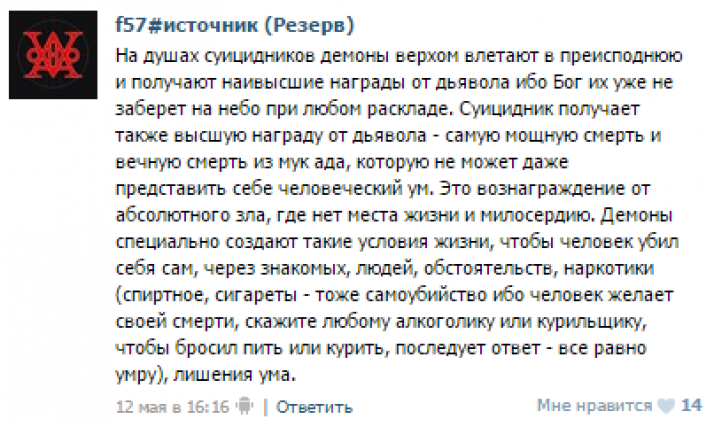 f57#источник (Резерв)
На душах суицидников демоны верхом влетают в преисподнюю
и получают наивысшие награды от дьявола ибо Бог их уже не
заберет на небо при любом раскладе. Суицидник получает
также высшую награду от дьявола - самую мощную смерть и
вечную смерть из мук ада, которую не может даже
представить себе человеческий ум. Это вознаграждение от
абсолютного зла, где нет места жизни и милосердию. Демоны
специально создают такие условия жизни, чтобы человек убил
себя сам, через знакомых, людей, обстоятельств, наркотики
(спиртное, сигареты - тоже самоубийство ибо человек желает
своей смерти, скажите любому алкоголику или курильщику,
чтобы бросил пить или курить, последует ответ - все равно
умру), лишения ума.
12 мая в 16:16 | Ответить Мне нравится 14